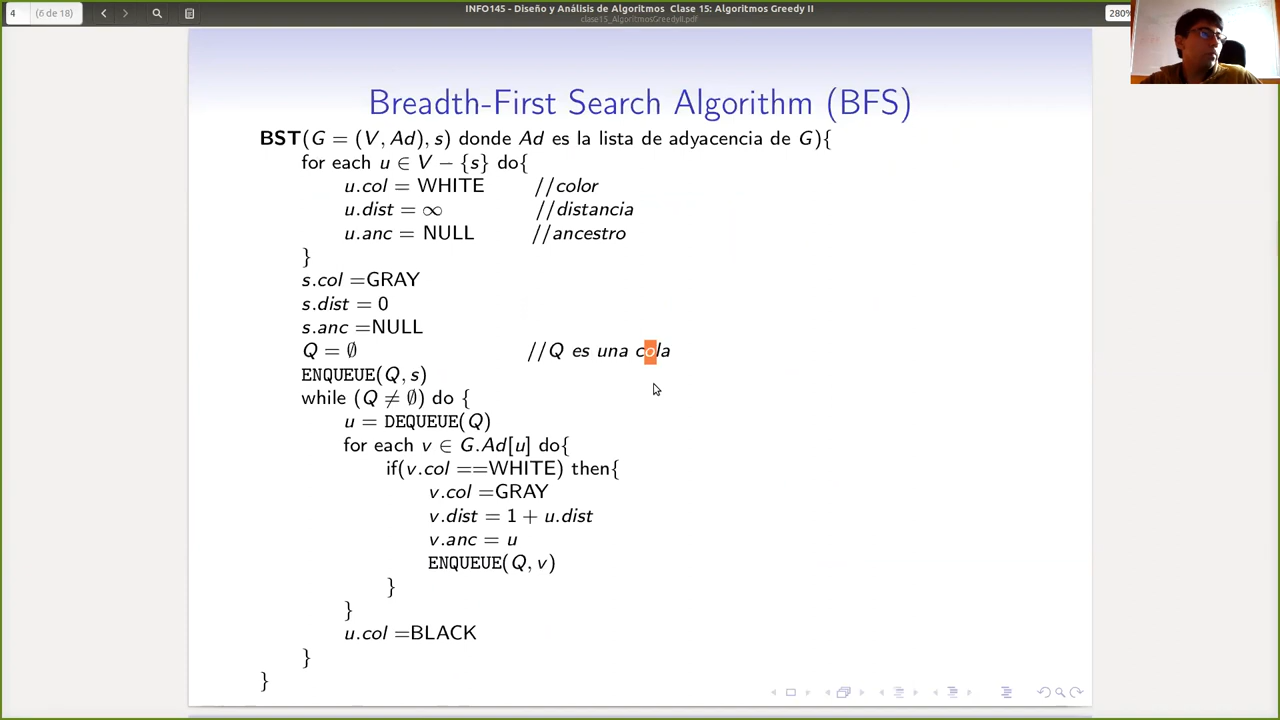 4 (6 de 18)
INFO145 - Diseño y Análisis de Algoritmos Clase 15: Algoritmos Greedy II
clase15_AlgoritmosGreedyII.pdf
280%
Breadth-First Search Algorithm (BFS)
BST(G = (V, Ad), s) donde Ad es la lista de adyacencia de G){
for each u ∈ V − {s} do{
u.col = WHITE //color
u.dist = ∞ //distancia
u.anc = NULL //ancestro
}
s.col =GRAY
s.dist = 0
s.anc =NULL
Q = ∅ //Q es una cola
ENQUEUE(Q, s)
while (Q ≠ ∅) do {
u = DEQUEUE(Q)
for each v ∈ G.Ad[u] do{
if(v.col ==WHITE) then{
v.col =GRAY
v.dist = 1 + u.dist
v.anc = u
ENQUEUE(Q, v)
}
}
u.col =BLACK
}
}